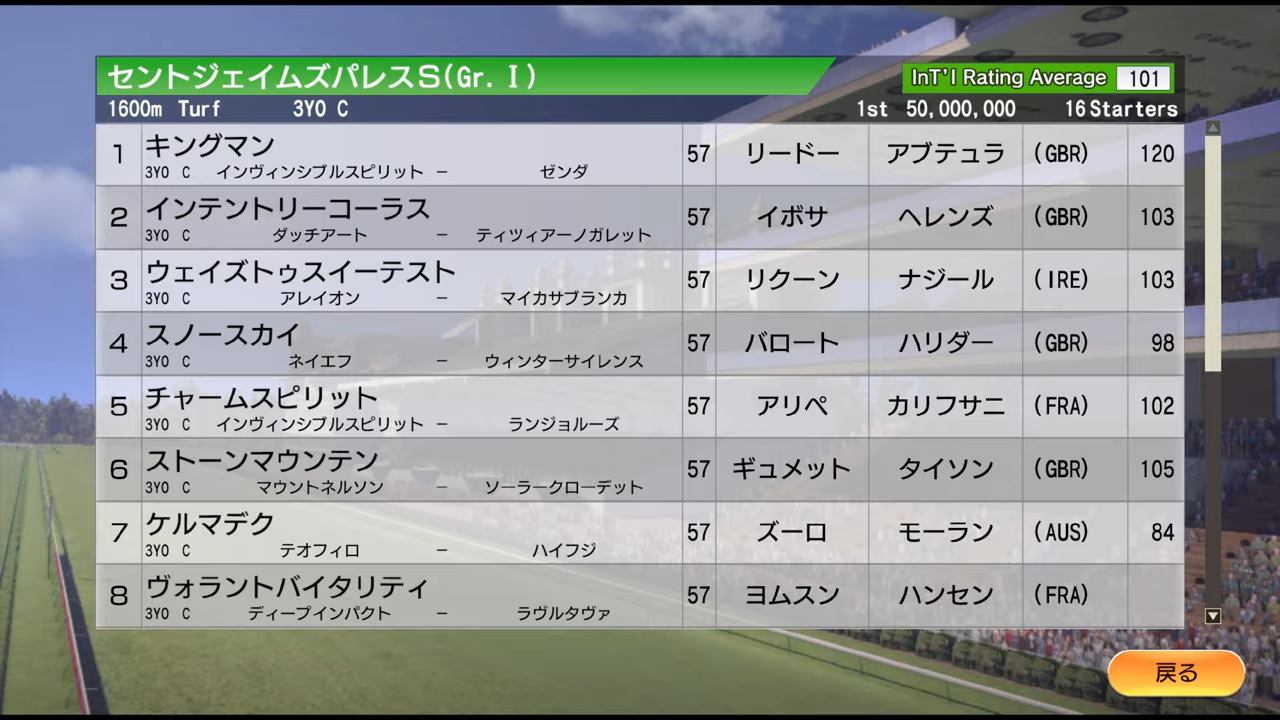 セントジェイムズパレスS(Gr. I)
InT'l Rating Average 101
1600m Turf 3YO C 1st 50,000,000 16Starters
1 キングマン 57 リードー アブテュラ (GBR) 120
3YO C インヴィンシブルスピリット － ゼンダ
2 インテントリーコーラス 57 イボサ ヘレンズ (GBR) 103
3YO C ダッチアート － ティツィアーノガレット
3 ウェイズトゥスイーテスト 57 リクーン ナジール (IRE) 103
3YO C アレイオン － マイカサブランカ
4 スノースカイ 57 バロート ハリダー (GBR) 98
3YO C ネイエフ － ウィンターサイレンス
5 チャームスピリット 57 アリペ カリフサニ (FRA) 102
3YO C インヴィンシブルスピリット － ランジョルーズ
6 ストーンマウンテン 57 ギュメット タイソン (GBR) 105
3YO C マウントネルソン － ソーラークローデット
7 ケルマデク 57 ズーロ モーラン (AUS) 84
3YO C テオフィロ － ハイフジ
8 ヴォラントバイタリティ 57 ヨムスン ハンセン (FRA)
3YO C ディープインパクト － ラヴルタヴァ
戻る